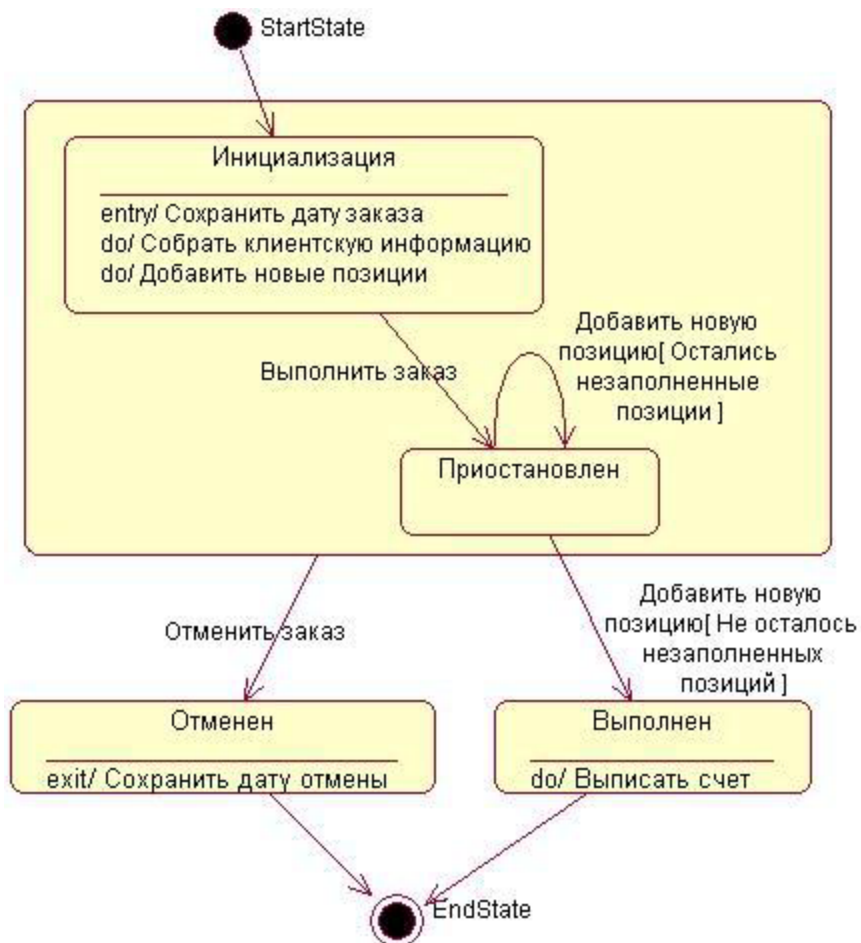 StartState
Инициализация
entry/ Сохранить дату заказа
do/ Собрать клиентскую информацию
do/ Добавить новые позиции
Добавить новую
позицию[ Остались
незаполненные
позиции ]
Выполнить заказ
Приостановлен
Добавить новую
позицию[ Не осталось
незаполненных
позиций ]
Отменить заказ
Отменен
exit/ Сохранить дату отмены
Выполнен
do/ Выписать счет
EndState